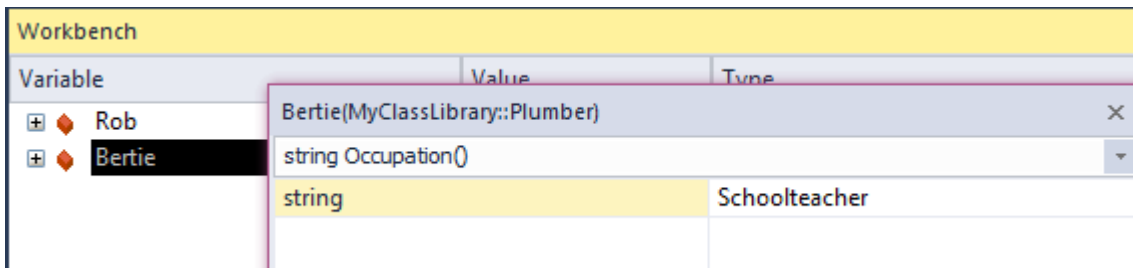 Workbench
Variable Value Type
Rob
Bertie
Bertie(MyClassLibrary::Plumber)
string Occupation()
string Schoolteacher